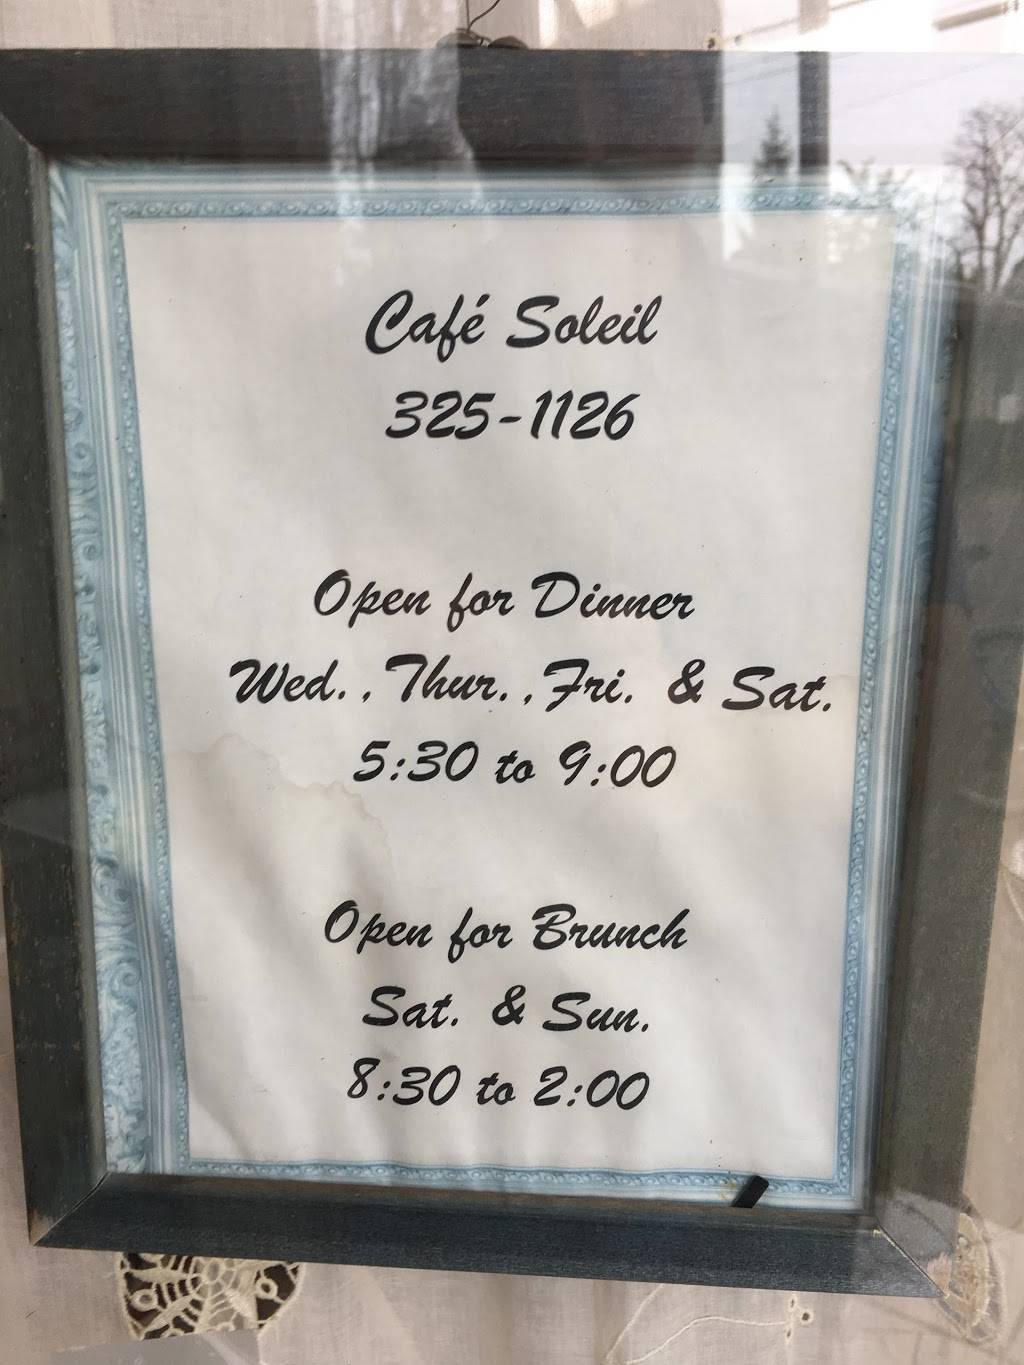 Café Soleil
325-1126
Open for Dinner
Wed. , Thur. , Fri. & Sat.
5:30 to 9:00
Open for Brunch
Sat. & Sun.
8:30 to 2:00